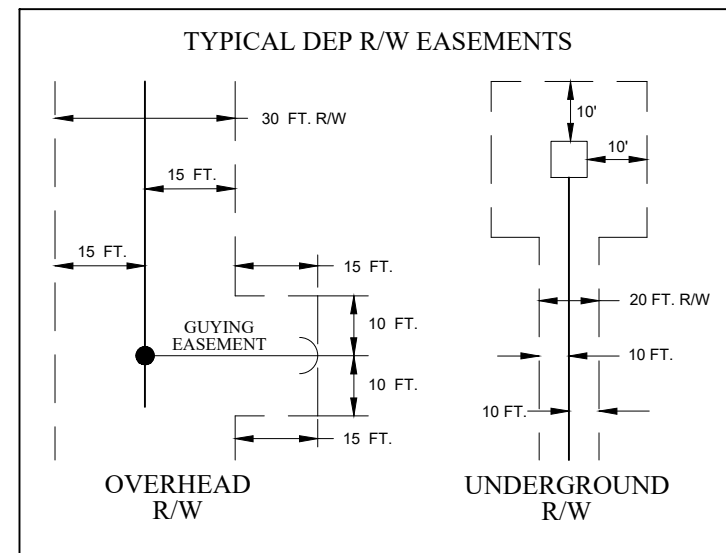 TYPICAL DEP R/W EASEMENTS
30 FT. R/W
15 FT.
15 FT.
15 FT.
GUYING
EASEMENT
10 FT.
10 FT.
15 FT.
OVERHEAD
R/W
10'
10'
20 FT. R/W
10 FT.
10 FT.
UNDERGROUND
R/W